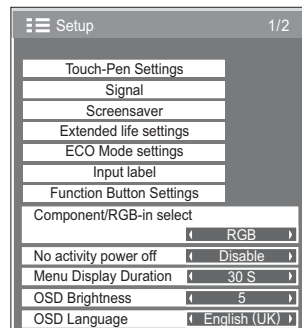 Setup 1/2
Touch-Pen Settings
Signal
Screensaver
Extended life settings
ECO Mode settings
Input label
Function Button Settings
Component/RGB-in select
RGB
No activity power off Disable
Menu Display Duration 30 S
OSD Brightness 5
OSD Language English (UK)